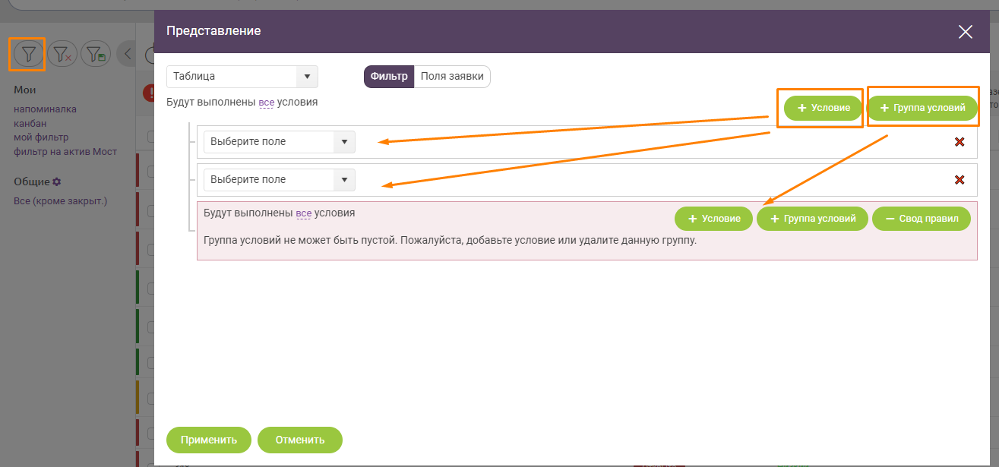 Представление
Таблица
Фильтр Поля заявки
Будут выполнены все условия
+ Условие + Группа условий
Мои
напоминалка
канбан
мой фильтр
фильтр на актив Мост
Общие
Все (кроме закрыт.)
Выберите поле
Выберите поле
Будут выполнены все условия
+ Условие + Группа условий − Свод правил
Группа условий не может быть пустой. Пожалуйста, добавьте условие или удалите данную группу.
Применить Отменить